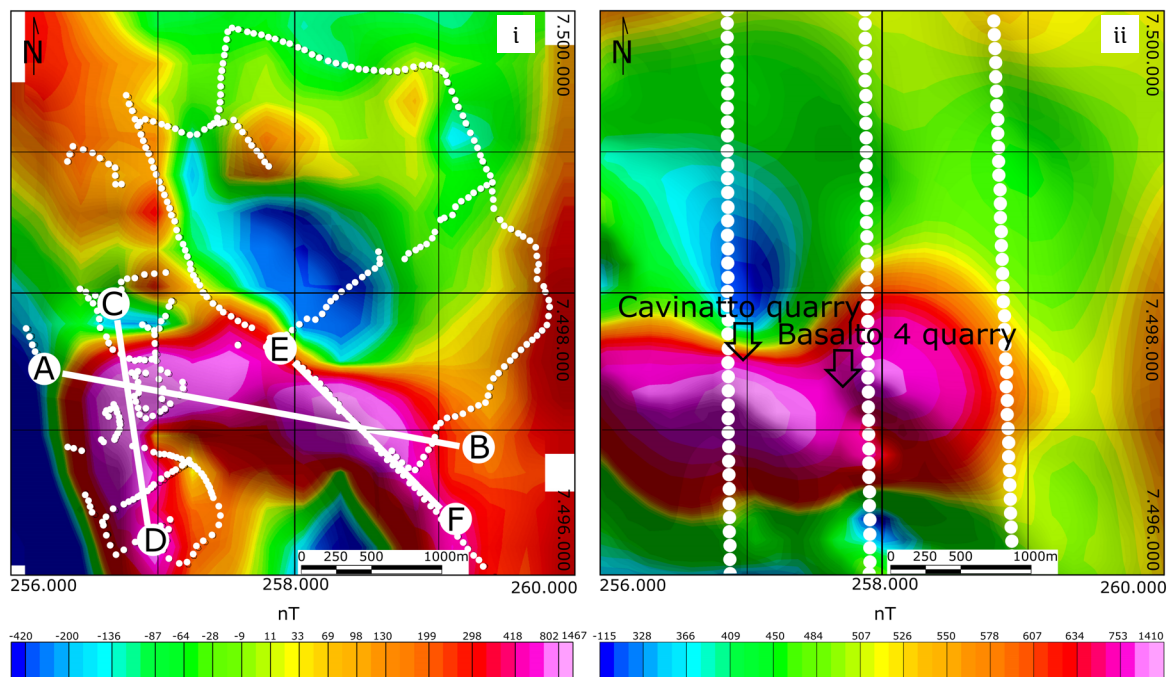 i
N
7.500.000
7.498.000
7.496.000
C
A
E
B
F
D
0 250 500 1000m
256.000 258.000 260.000
nT
-420 -200 -136 -87 -64 -28 -9 11 33 69 98 130 199 298 418 802 1467
ii
N
7.500.000
7.498.000
7.496.000
Cavinatto quarry
Basalto 4 quarry
0 250 500 1000m
256.000 258.000 260.000
nT
-115 328 366 409 450 484 507 526 550 578 607 634 753 1410